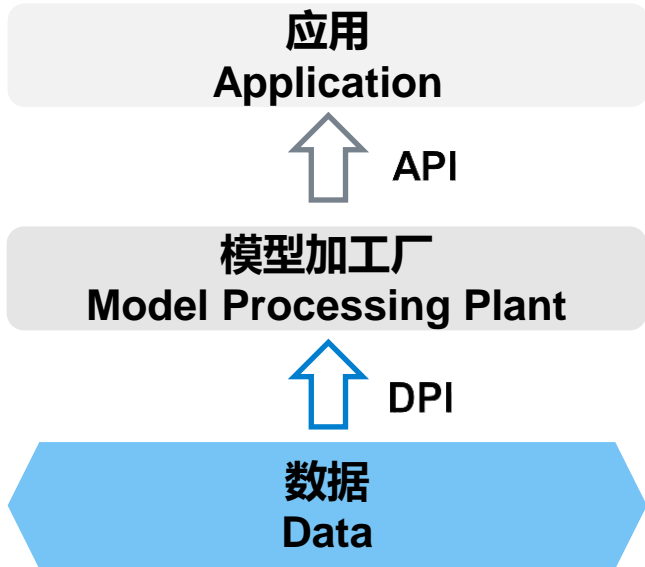 应用
Application
API
模型加工厂
Model Processing Plant
DPI
数据
Data